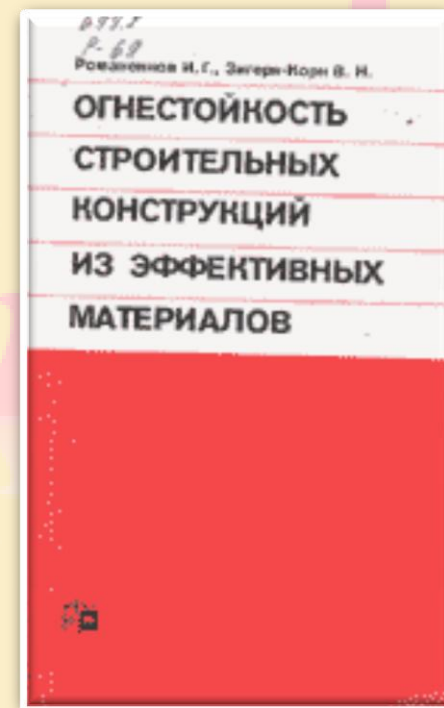 Р-69
Романенков И.Г., Зигерн-Корн В. Н.
ОГНЕСТОЙКОСТЬ
СТРОИТЕЛЬНЫХ
КОНСТРУКЦИЙ
ИЗ ЭФФЕКТИВНЫХ
МАТЕРИАЛОВ